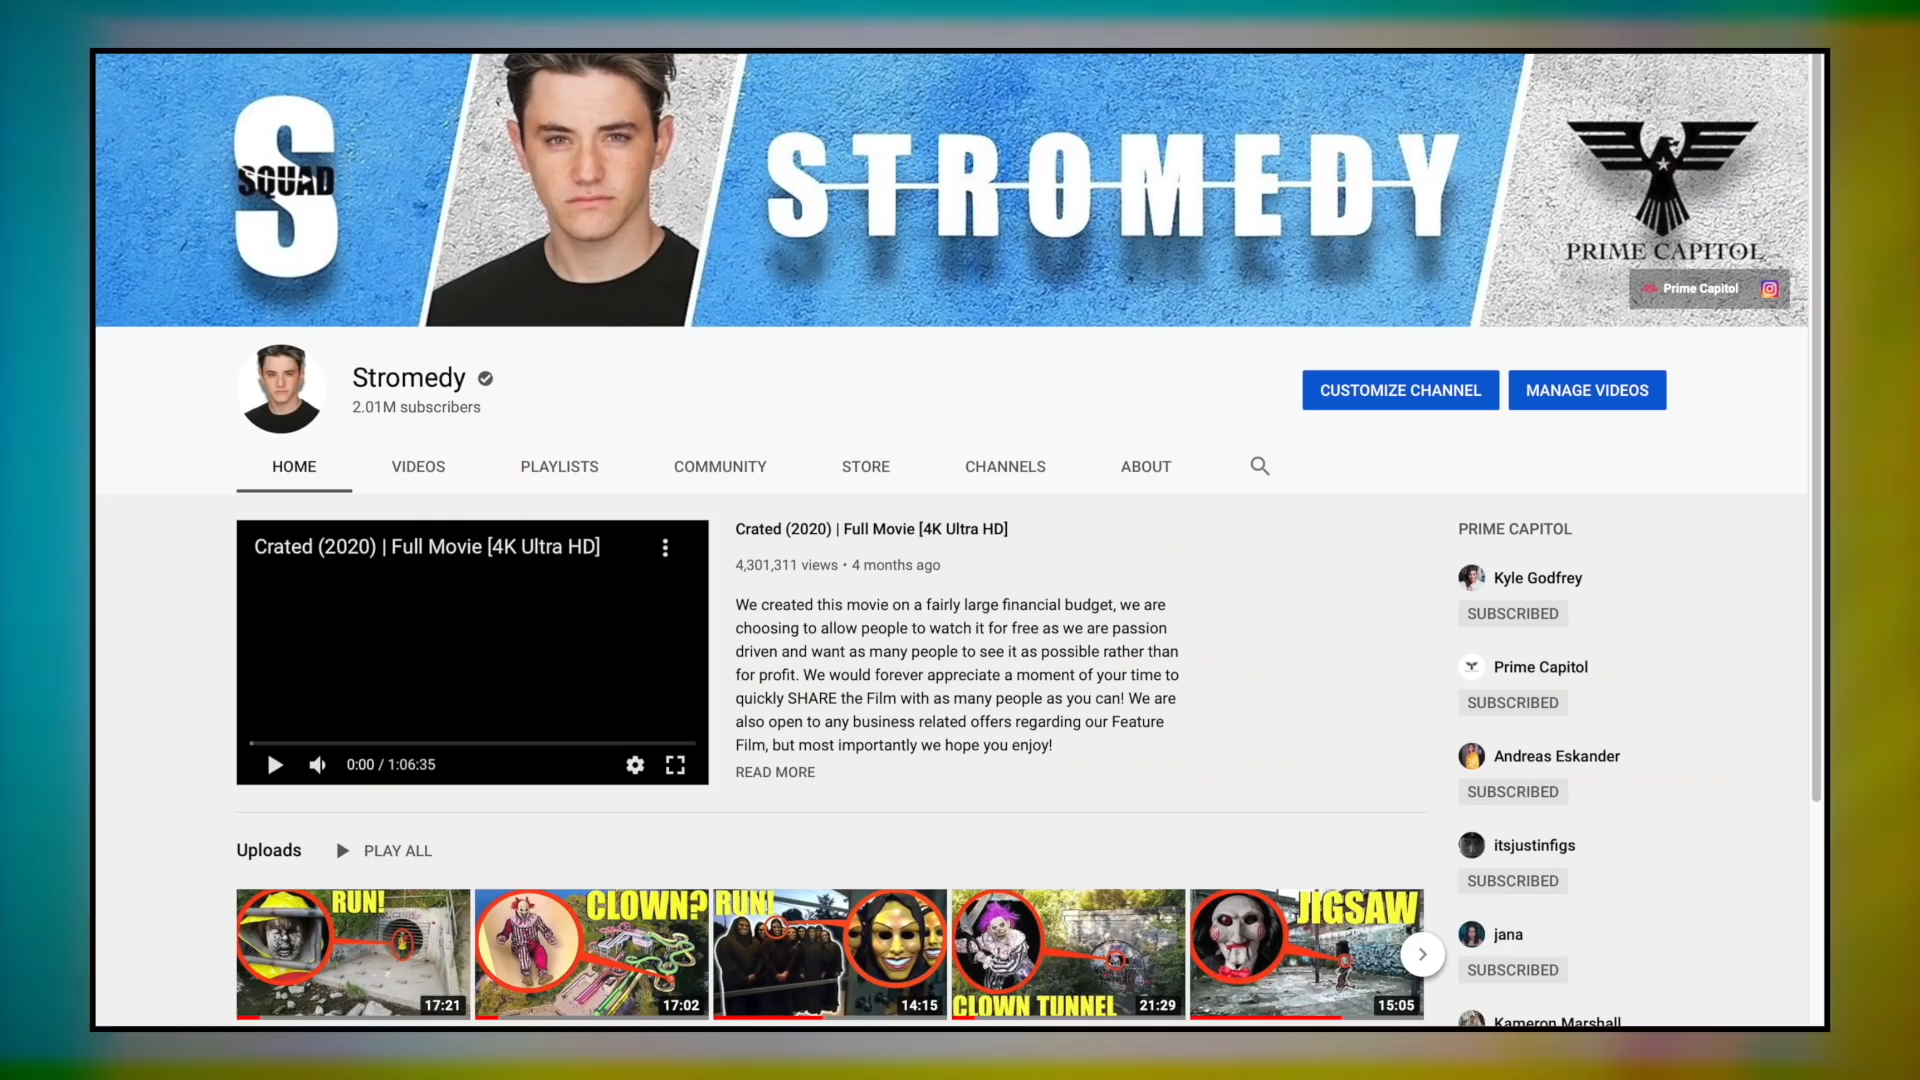 S
SQUAD
STROMEDY
PRIME CAPITOL
Prime Capitol
Stromedy
2.01M subscribers
CUSTOMIZE CHANNEL
MANAGE VIDEOS
HOME
VIDEOS
PLAYLISTS
COMMUNITY
STORE
CHANNELS
ABOUT
Crated (2020) | Full Movie [4K Ultra HD]
0:00 / 1:06:35
Crated (2020) | Full Movie [4K Ultra HD]
4,301,311 views • 4 months ago
We created this movie on a fairly large financial budget, we are
choosing to allow people to watch it for free as we are passion
driven and want as many people to see it as possible rather than
for profit. We would forever appreciate a moment of your time to
quickly SHARE the Film with as many people as you can! We are
also open to any business related offers regarding our Feature
Film, but most importantly we hope you enjoy!
READ MORE
PRIME CAPITOL
Kyle Godfrey
SUBSCRIBED
Prime Capitol
SUBSCRIBED
Andreas Eskander
SUBSCRIBED
itsjustinfigs
SUBSCRIBED
jana
SUBSCRIBED
Kameron Marshall
Uploads
PLAY ALL
RUN!
17:21
CLOWN?
17:02
RUN!
14:15
CLOWN TUNNEL
21:29
JIGSAW
15:05